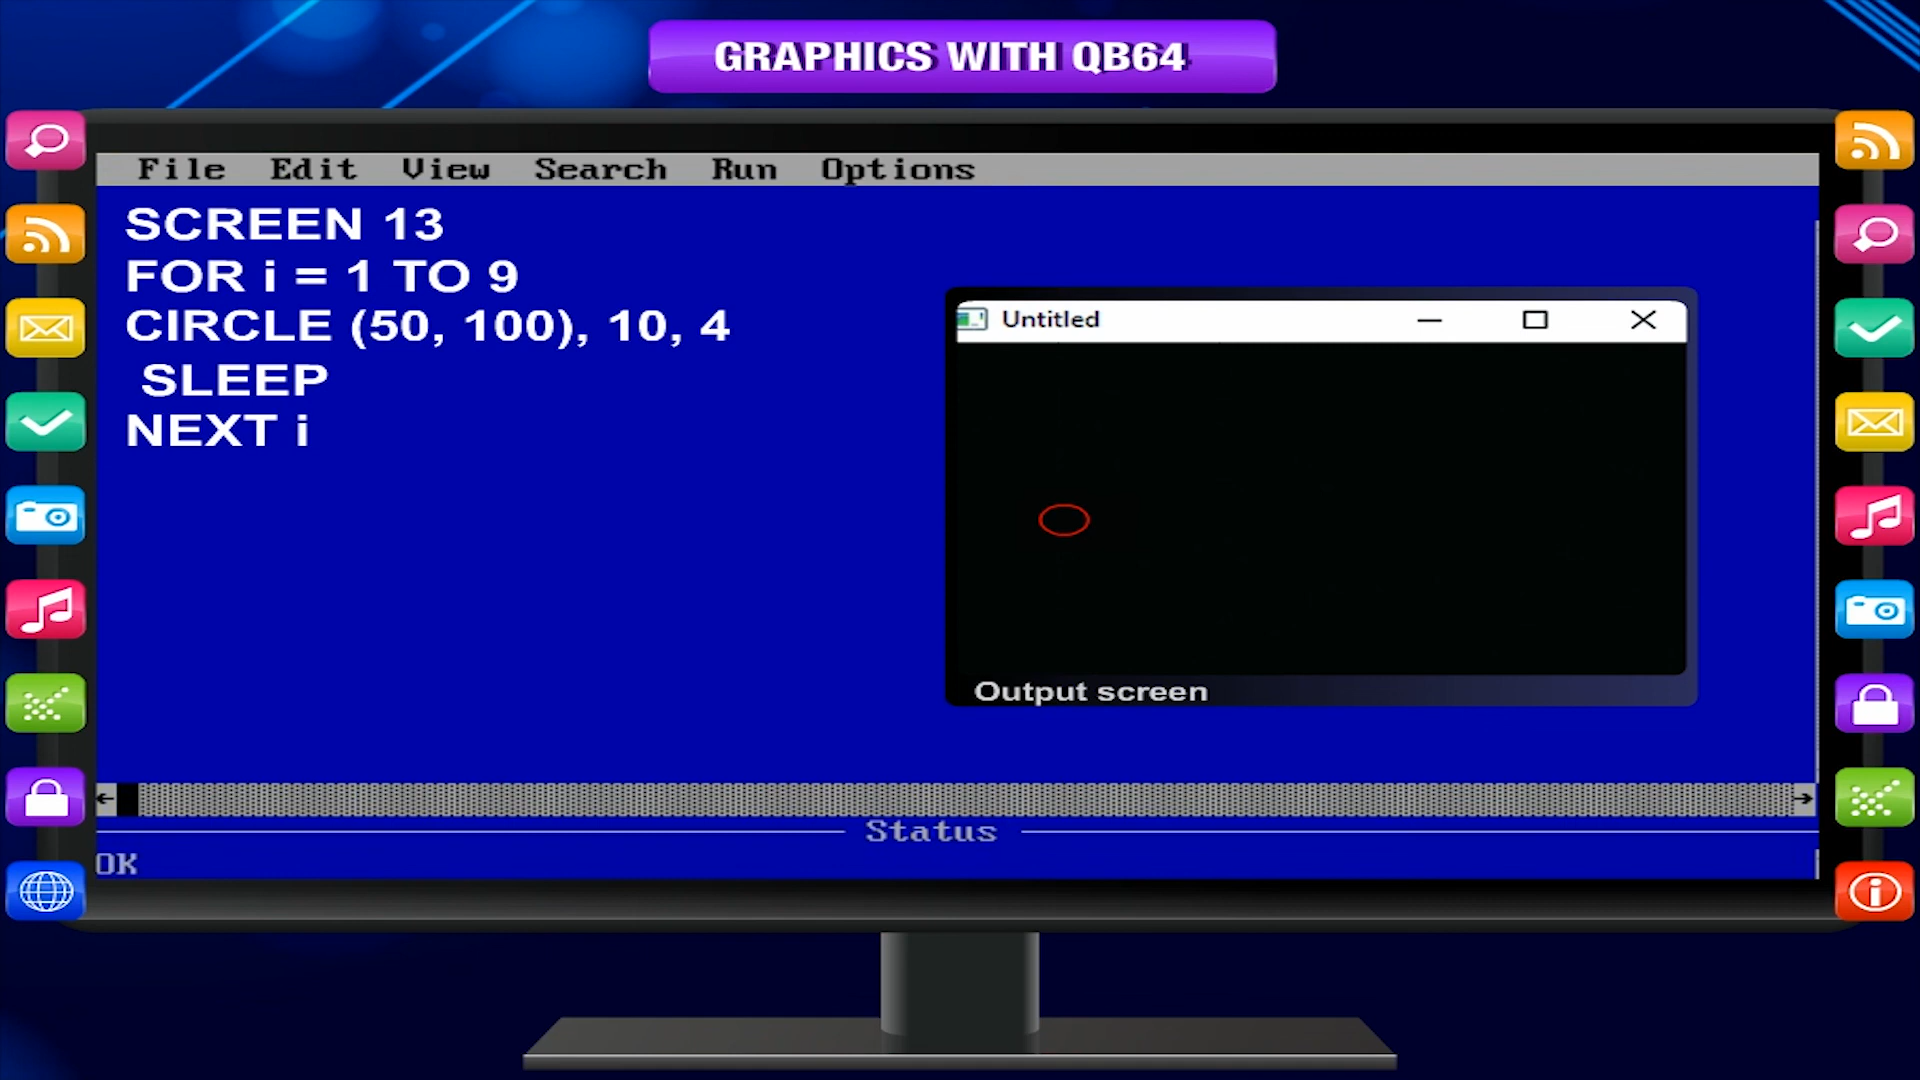 GRAPHICS WITH QB64
File Edit View Search Run Options
SCREEN 13
FOR i = 1 TO 9
CIRCLE (50, 100), 10, 4
SLEEP
NEXT i
Untitled
Output screen
Status
OK